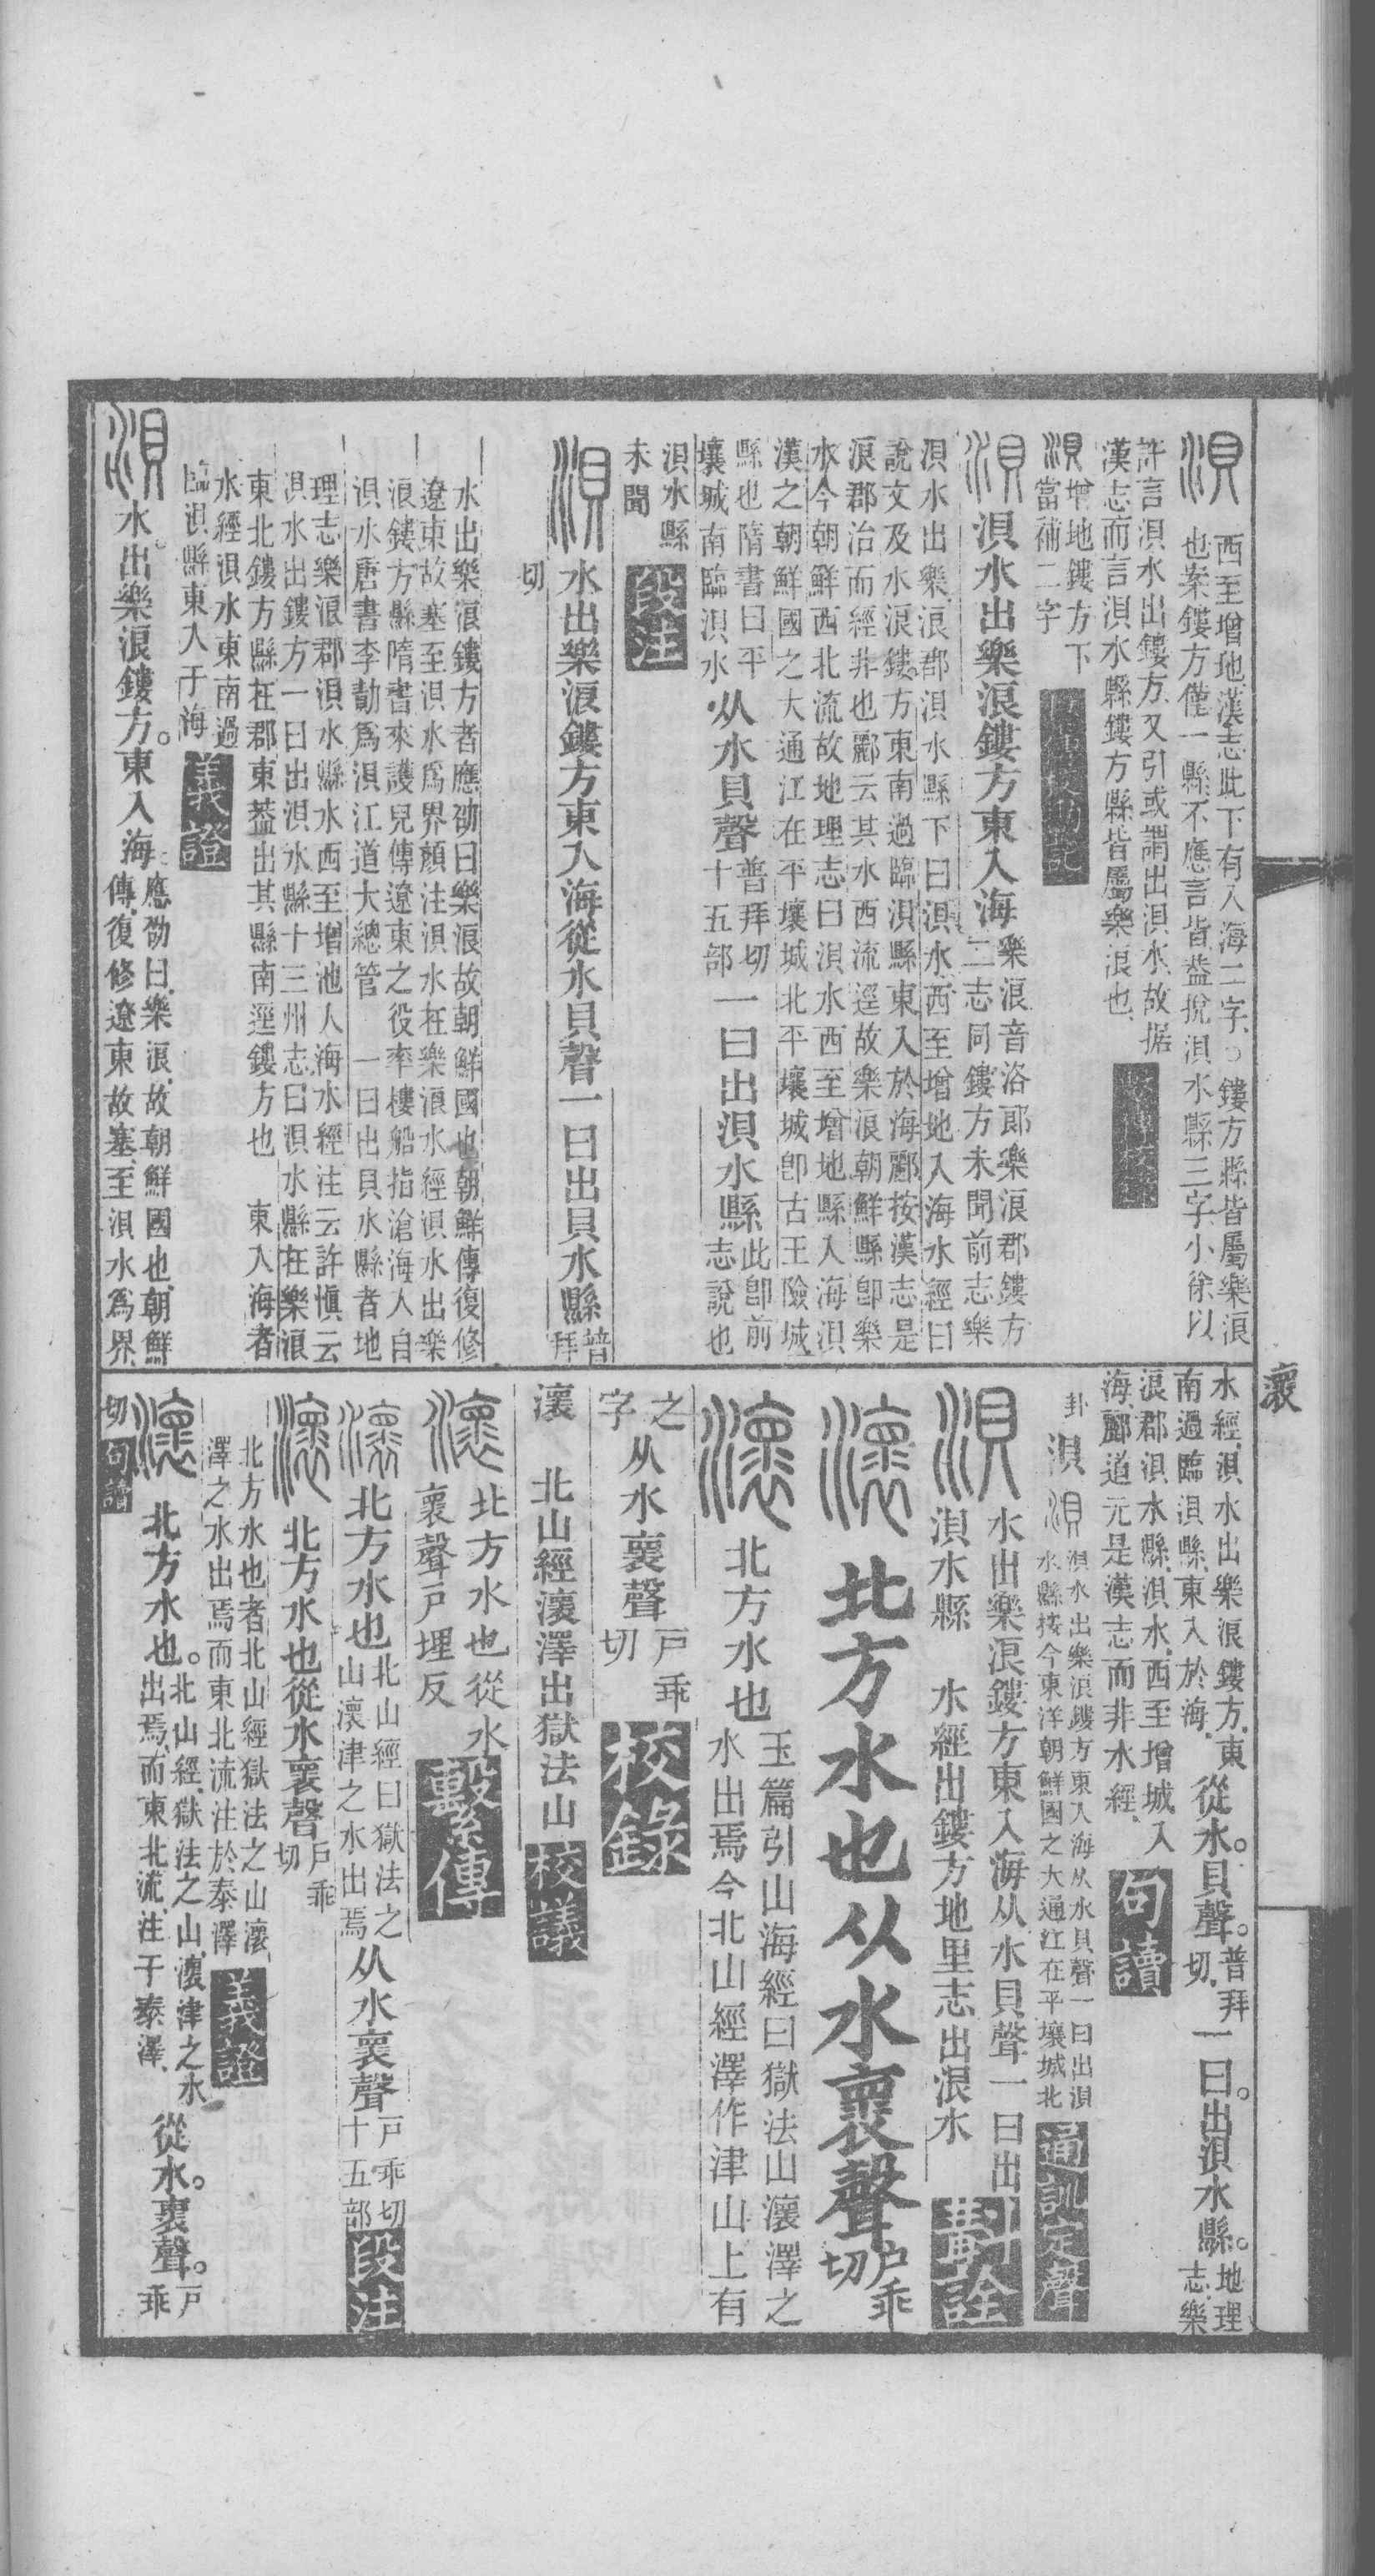 浿
西至增地漢志此下有入海二字○鏤方縣皆屬樂浪
也案鏤方僅一縣不應言皆蓋挩浿水縣三字小徐以
許言浿水出鏤方又引或謂出浿水故据
漢志而言浿水縣鏤方縣皆屬樂浪也
浿增地鏤方下
當補二字
浿浿水出樂浪鏤方東入海
樂浪音洛郎樂浪郡鏤方
二志同鏤方未聞前志樂
浪郡浿水縣下曰浿水西至增地入海水經曰
浿水出樂
說文及水浪鏤方東南過臨浿縣東入於海酈按漢志是
浪郡治而經非也酈云其水西流逕故樂浪朝鮮縣卽樂
水今朝鮮西北流故地理志曰浿水西至增地縣入海浿
漢之朝鮮國之大通江在平壤城北平壤城卽古王險城
縣也隋書曰平
壤城南臨浿水
从水貝聲
普拜切
十五部
一曰出浿水縣
此卽前
志說也
浿水縣
未聞
段注
浿水出樂浪鏤方東入海從水貝聲一曰出貝水縣
普
拜
切
水出樂浪鏤方者應劭曰樂浪故朝鮮國也朝鮮傳復修
遼東故塞至浿水爲界顏注浿水在樂浪水經浿水出樂
浪鏤方縣隋書來護兒傳遼東之役率樓船指滄海入自
浿水唐書李勣爲浿江道大總管 一曰出貝水縣者地
理志樂浪郡浿水縣水西至增地入海水經注云許愼云
浿水出鏤方一曰出浿水縣十三州志曰浿水縣在樂浪
東北鏤方縣在郡東蓋出其縣南逕鏤方也 東入海者
水經浿水東南過
臨浿縣東入于海
義證
浿水出樂浪鏤方。東入海
應劭曰樂浪故朝鮮國也朝鮮
傳復修遼東故塞至浿水爲界
瀤
水經浿水出樂浪鏤方東
南過臨浿縣東入於海
從水。貝聲。
普拜
切
一曰。出浿水縣。
地理
志樂
浪郡浿水縣浿水西至增城入
海酈道元是漢志而非水經
句讀
卦
浿浿
浿水出樂浪鏤方東入海从水貝聲一曰出浿
水縣按今東洋朝鮮國之大通江在平壤城北
通訓定聲
浿
水出樂浪鏤方東入海从水貝聲一曰出
浿水縣 水經出鏤方地里志出浿水
斠詮
瀤北方水也从水褱聲
户乖
切
瀤北方水也
玉篇引山海經曰獄法山瀤澤之
水出焉今北山經澤作津山上有
之
字
从水褱聲
戸乖
切
校錄
瀤 北山經瀤澤出獄法山
校議
瀤
北方水也從水
褱聲戸埋反
繫傳
瀤北方水也
北山經曰獄法之
山瀤津之水出焉
从水褱聲
戸乖切
十五部
段注
瀤北方水也從水褱聲
戸乖
切
北方水也者北山經獄法之山瀤
澤之水出焉而東北流注於泰澤
義證
瀤北方水也。
北山經獄法之山瀤津之水
出焉而東北流注于泰澤
從水。褱聲。
戸
乖
切
句讀